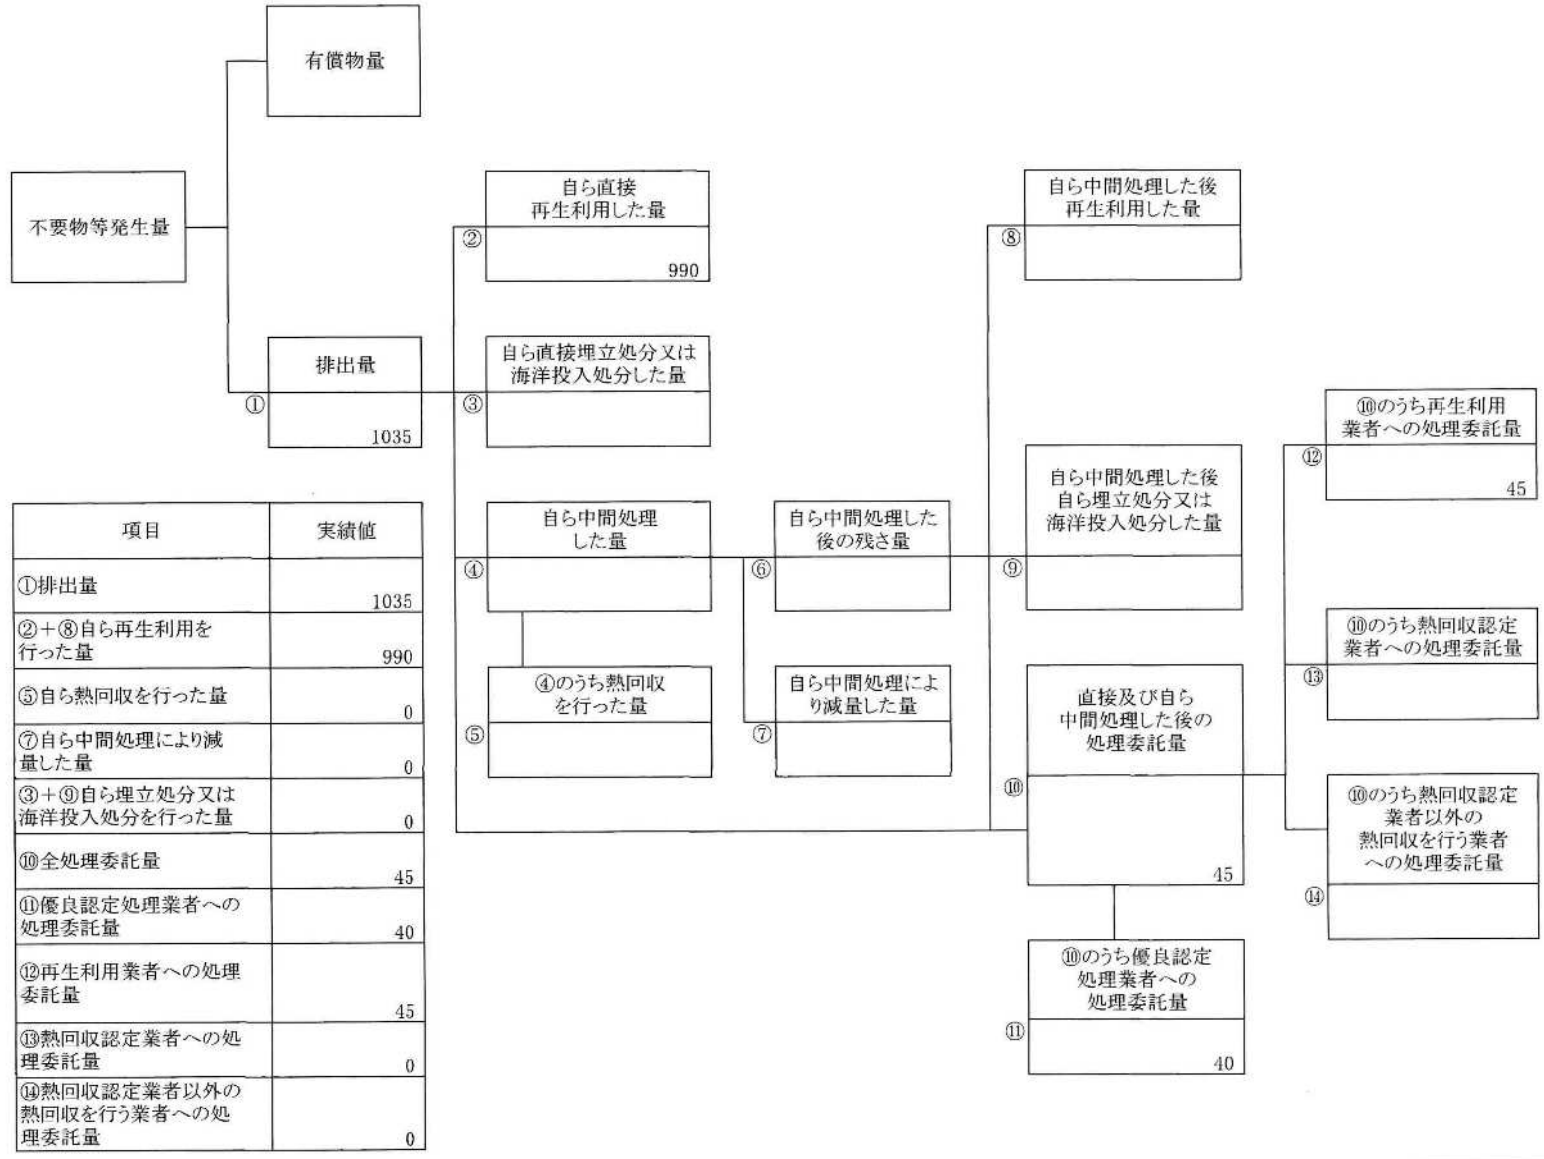 有償物量
不要物等発生量
排出量
①
1035
自ら直接
再生利用した量
②
990
自ら直接埋立処分又は
海洋投入処分した量
③
自ら中間処理
した量
④
④のうち熱回収
を行った量
⑤
自ら中間処理した
後の残さ量
⑥
自ら中間処理によ
り減量した量
⑦
自ら中間処理した後
再生利用した量
⑧
自ら中間処理した後
自ら埋立処分又は
海洋投入処分した量
⑨
直接及び自ら
中間処理した後の
処理委託量
⑩
45
⑩のうち優良認定
処理業者への
処理委託量
⑪
40
⑩のうち再生利用
業者への処理委託量
⑫
45
⑩のうち熱回収認定
業者への処理委託量
⑬
⑩のうち熱回収認定
業者以外の
熱回収を行う業者
への処理委託量
⑭
項目 実績値
①排出量
1035
②＋⑧自ら再生利用を
行った量
990
⑤自ら熱回収を行った量
0
⑦自ら中間処理により減
量した量
0
③＋⑨自ら埋立処分又は
海洋投入処分を行った量
0
⑩全処理委託量
45
⑪優良認定処理業者への
処理委託量
40
⑫再生利用業者への処理
委託量
45
⑬熱回収認定業者への処
理委託量
0
⑭熱回収認定業者以外の
熱回収を行う業者への処
理委託量
0